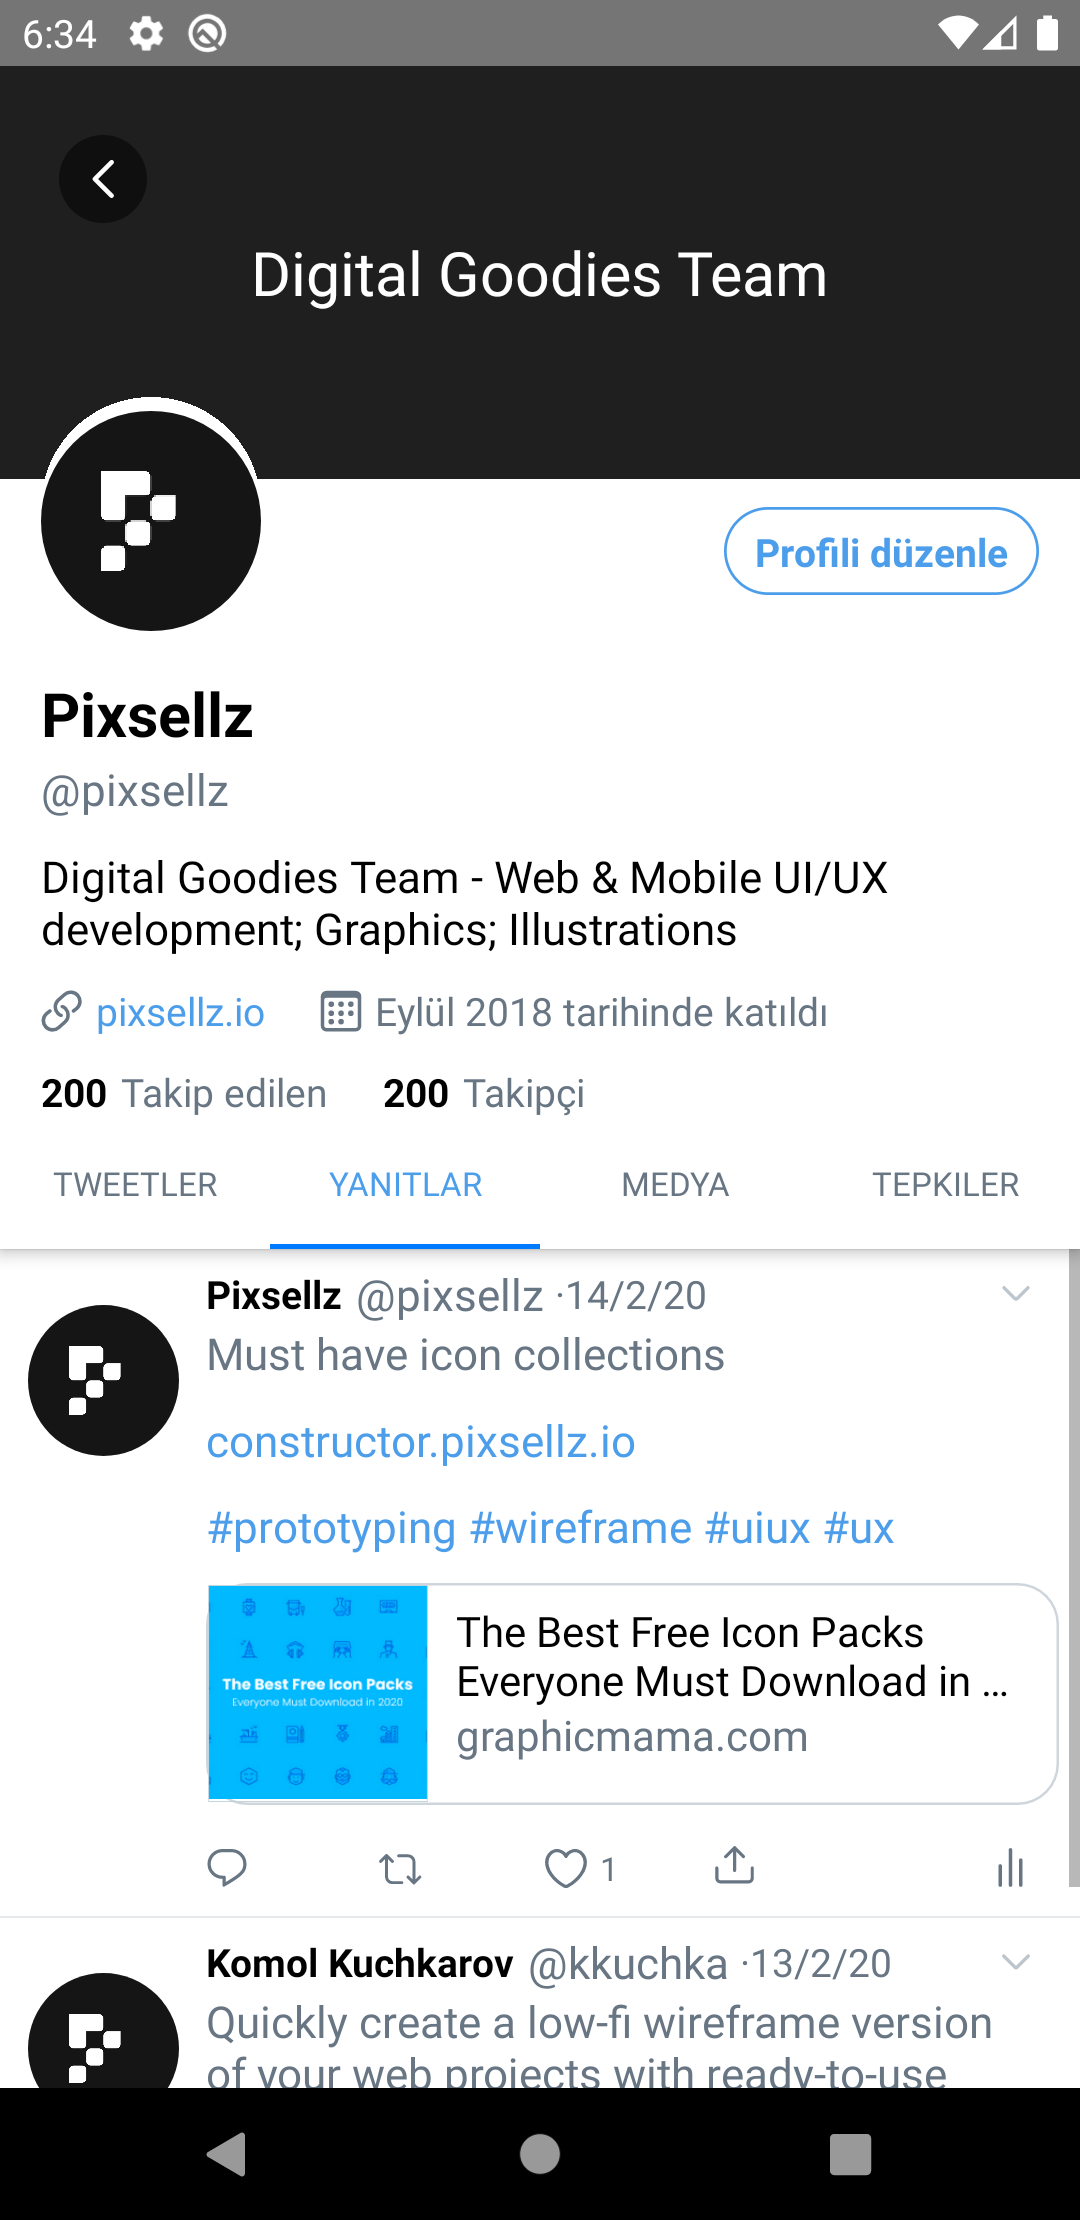 6:34
Digital Goodies Team
Profili düzenle
Pixsellz
@pixsellz
Digital Goodies Team - Web & Mobile UI/UX
development; Graphics; Illustrations
pixsellz.io Eylül 2018 tarihinde katıldı
200 Takip edilen 200 Takipçi
TWEETLER YANITLAR MEDYA TEPKILER
Pixsellz @pixsellz ·14/2/20
Must have icon collections
constructor.pixsellz.io
#prototyping #wireframe #uiux #ux
The Best Free Icon Packs
Everyone Must Download in 2020
The Best Free Icon Packs
Everyone Must Download in ...
graphicmama.com
1
Komol Kuchkarov @kkuchka ·13/2/20
Quickly create a low-fi wireframe version
of your web projects with ready-to-use